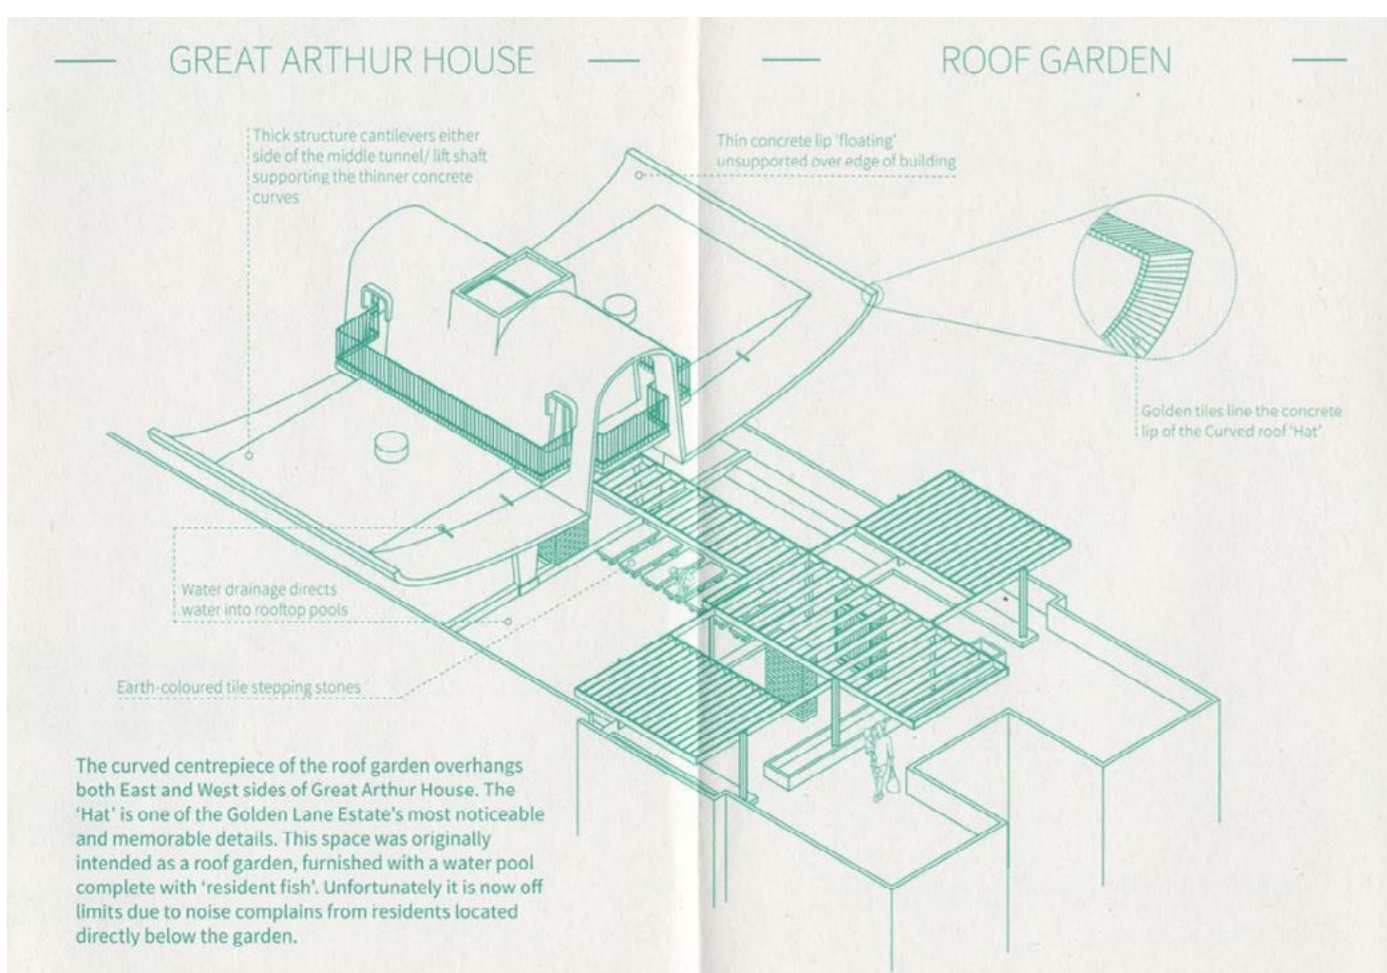 GREAT ARTHUR HOUSE
ROOF GARDEN
Thick structure cantilevers either
side of the middle tunnel/ lift shaft
supporting the thinner concrete
curves
Thin concrete lip 'floating'
unsupported over edge of building
Golden tiles line the concrete
lip of the Curved roof 'Hat'
Water drainage directs
water into rooftop pools
Earth-coloured tile stepping stones
The curved centrepiece of the roof garden overhangs
both East and West sides of Great Arthur House. The
'Hat' is one of the Golden Lane Estate's most noticeable
and memorable details. This space was originally
intended as a roof garden, furnished with a water pool
complete with 'resident fish'. Unfortunately it is now off
limits due to noise complains from residents located
directly below the garden.